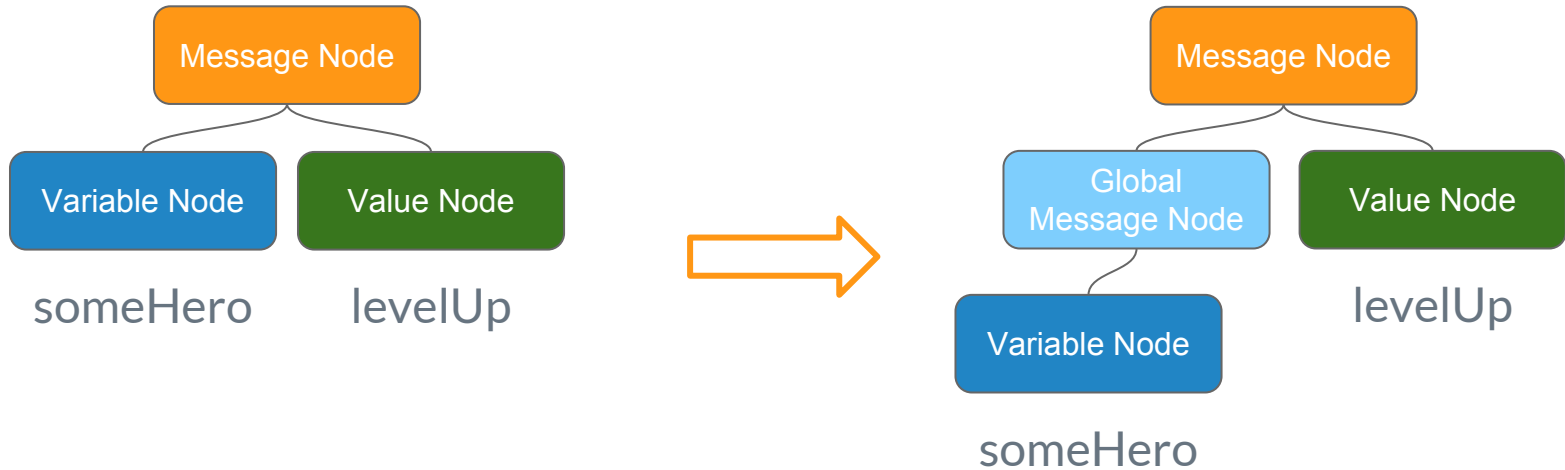 Message Node
Variable Node
Value Node
someHero
levelUp
Message Node
Global
Message Node
Value Node
levelUp
Variable Node
someHero